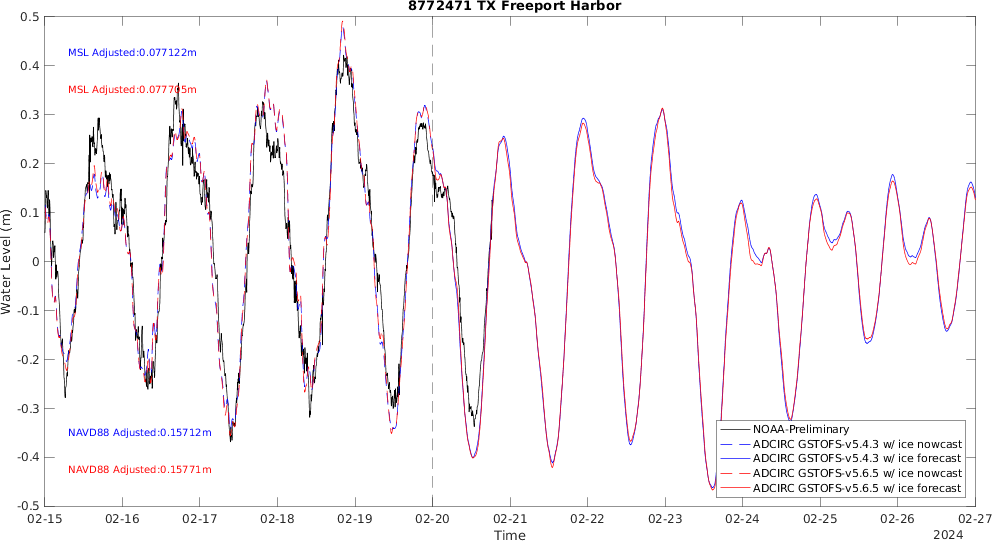 8772471 TX Freeport Harbor
0.5
0.4
0.3
0.2
0.1
0
-0.1
-0.2
-0.3
-0.4
-0.5
Water Level (m)
MSL Adjusted:0.077122m
MSL Adjusted:0.077795m
NAVD88 Adjusted:0.15712m
NAVD88 Adjusted:0.15771m
NOAA-Preliminary
ADCIRC GSTOFS-v5.4.3 w/ ice nowcast
ADCIRC GSTOFS-v5.4.3 w/ ice forecast
ADCIRC GSTOFS-v5.6.5 w/ ice nowcast
ADCIRC GSTOFS-v5.6.5 w/ ice forecast
02-15 02-16 02-17 02-18 02-19 02-20 02-21 02-22 02-23 02-24 02-25 02-26 02-27
Time
2024